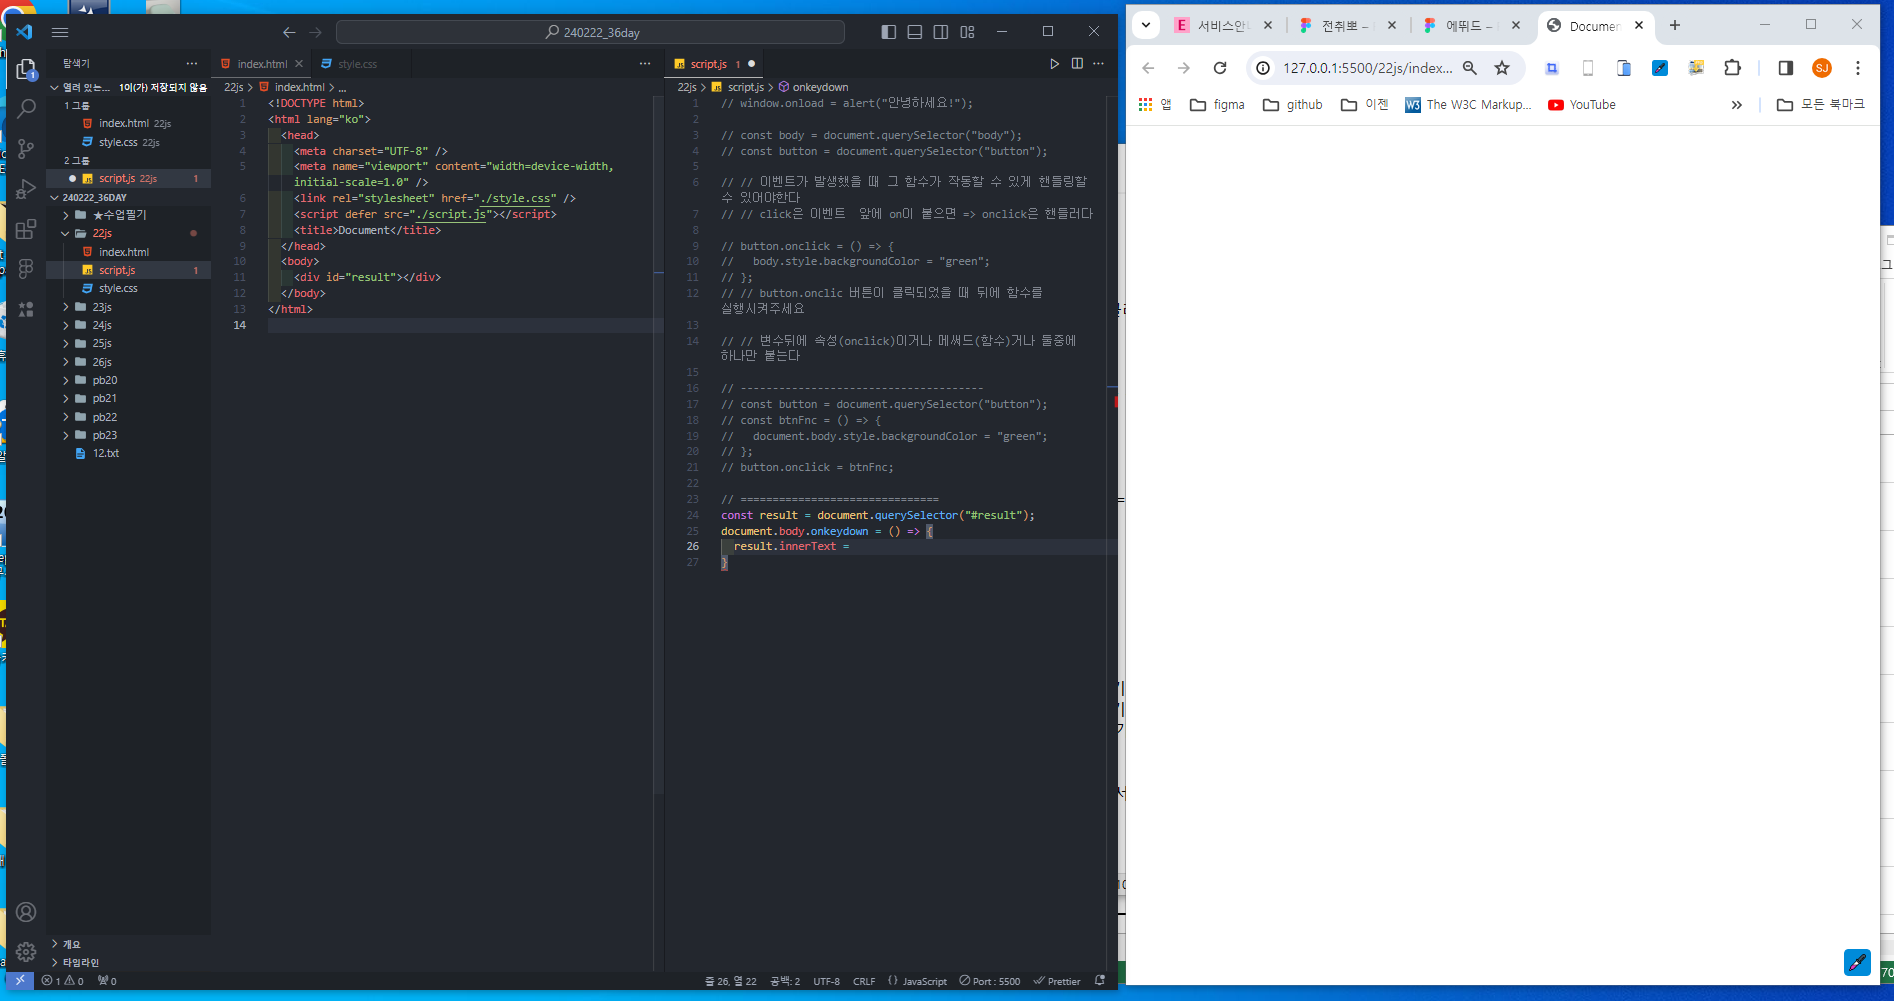 240222_36day
탐색기
열려 있는... 1이(가) 저장되지 않음
1 그룹
index.html 22js
style.css 22js
2 그룹
script.js 22js 1
240222_36DAY
★수업필기
22js
index.html
script.js 1
style.css
23js
24js
25js
26js
pb20
pb21
pb22
pb23
12.txt
개요
타임라인
index.html
style.css
22js > index.html > ...
1 <!DOCTYPE html>
2 <html lang="ko">
3 <head>
4 <meta charset="UTF-8" />
5 <meta name="viewport" content="width=device-width,
initial-scale=1.0" />
6 <link rel="stylesheet" href="./style.css" />
7 <script defer src="./script.js"></script>
8 <title>Document</title>
9 </head>
10 <body>
11 <div id="result"></div>
12 </body>
13 </html>
14
script.js 1
22js > script.js > onkeydown
1 // window.onload = alert("안녕하세요!");
2
3 // const body = document.querySelector("body");
4 // const button = document.querySelector("button");
5
6 // // 이벤트가 발생했을 때 그 함수가 작동할 수 있게 핸들링할
수 있어야한다
7 // // click은 이벤트  앞에 on이 붙으면 => onclick은 핸들러다
8
9 // button.onclick = () => {
10 //   body.style.backgroundColor = "green";
11 // };
12 // // button.onclic 버튼이 클릭되었을 때 뒤에 함수를
실행시켜주세요
13
14 // // 변수뒤에 속성(onclick)이거나 메써드(함수)거나 둘중에
하나만 붙는다
15
16 // --------------------------------------
17 // const button = document.querySelector("button");
18 // const btnFnc = () => {
19 //   document.body.style.backgroundColor = "green";
20 // };
21 // button.onclick = btnFnc;
22
23 // ===============================
24 const result = document.querySelector("#result");
25 document.body.onkeydown = () => {
26 result.innerText =
27 }
1 0 0
줄 26, 열 22 공백: 2 UTF-8 CRLF {} JavaScript Port : 5500 Prettier
서비스안
전취뽀 –
에뛰드 –
Documen
127.0.0.1:5500/22js/index...
SJ
앱 figma github 이젠 The W3C Markup... YouTube » 모든 북마크